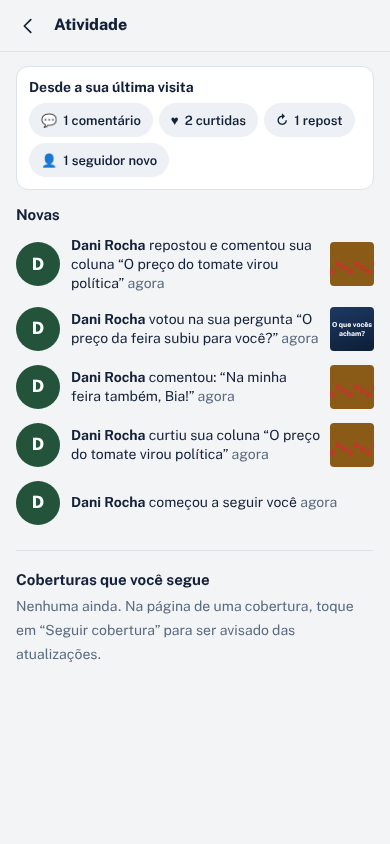 Atividade
Desde a sua última visita
💬 1 comentário
♥ 2 curtidas
↻ 1 repost
👤 1 seguidor novo
Novas
D
Dani Rocha repostou e comentou sua
coluna “O preço do tomate virou
política” agora
D
Dani Rocha votou na sua pergunta “O
preço da feira subiu para você?” agora
O que vocês
acham?
D
Dani Rocha comentou: “Na minha
feira também, Bia!” agora
D
Dani Rocha curtiu sua coluna “O preço
do tomate virou política” agora
D
Dani Rocha começou a seguir você agora
Coberturas que você segue
Nenhuma ainda. Na página de uma cobertura, toque
em “Seguir cobertura” para ser avisado das
atualizações.